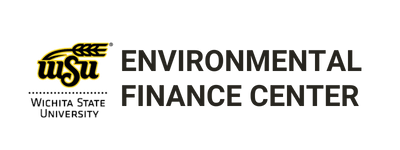 WSU
WICHITA STATE
UNIVERSITY
ENVIRONMENTAL
FINANCE CENTER